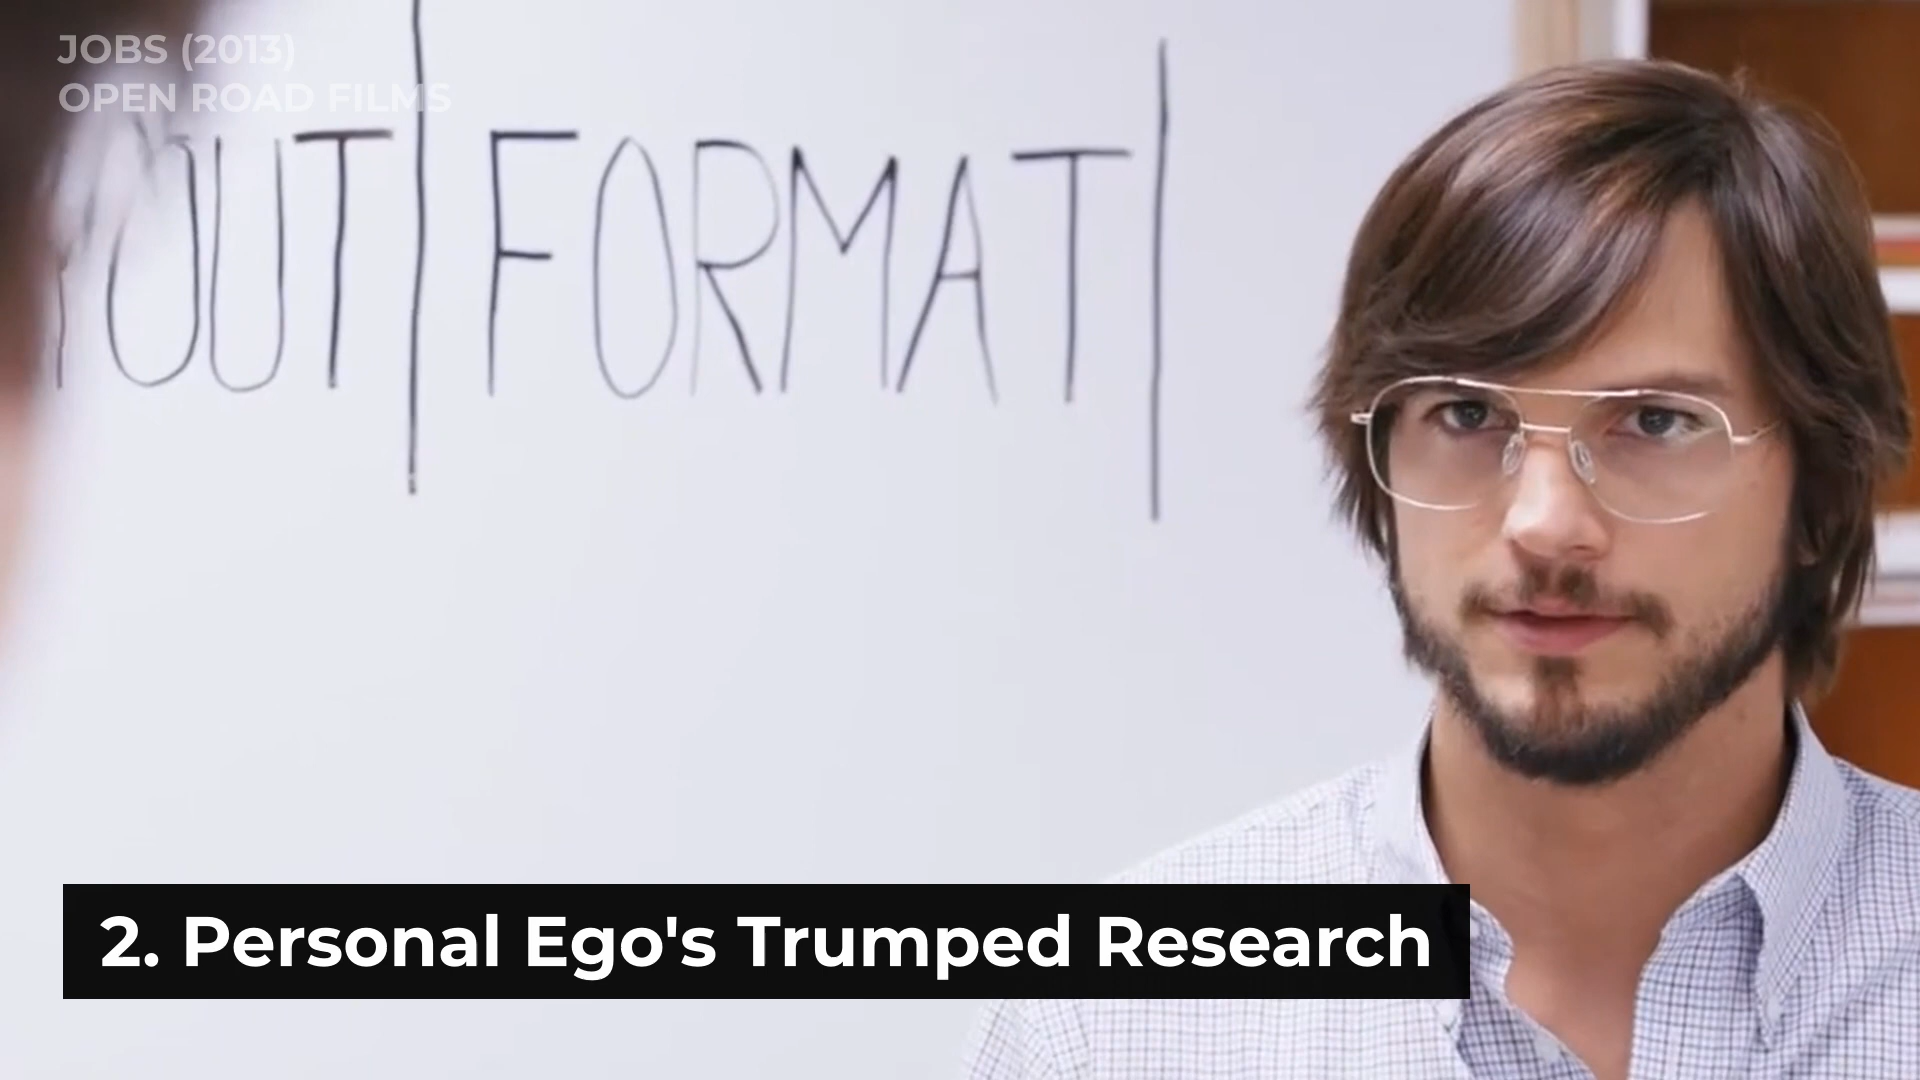 JOBS (2013)
OPEN ROAD FILMS
OUT FORMAT
2. Personal Ego's Trumped Research